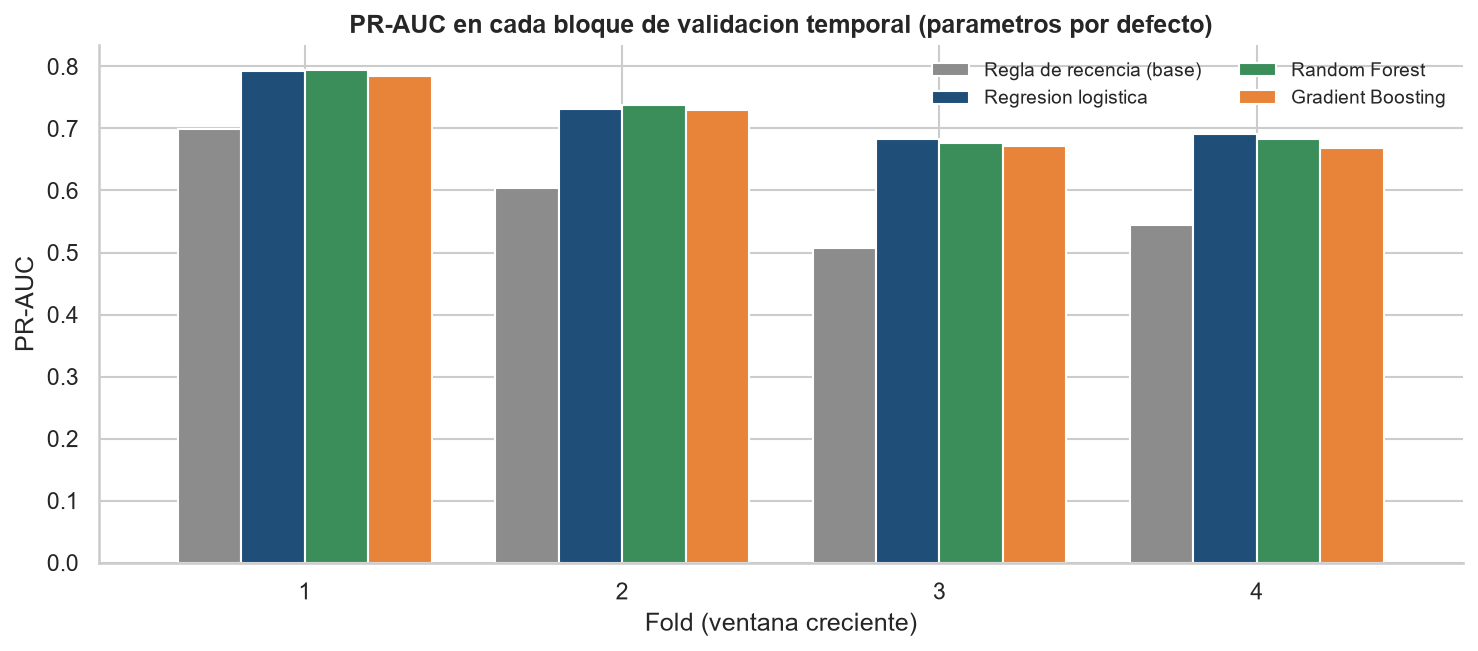 PR-AUC en cada bloque de validacion temporal (parametros por defecto)
Regla de recencia (base)
Regresion logistica
Random Forest
Gradient Boosting
PR-AUC
0.8
0.7
0.6
0.5
0.4
0.3
0.2
0.1
0.0
1 2 3 4
Fold (ventana creciente)